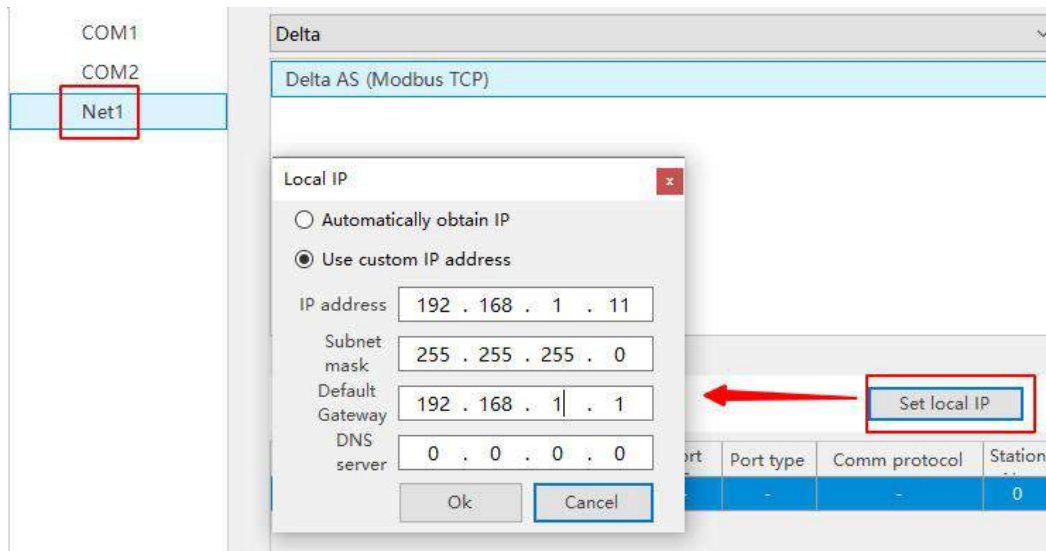 COM1
Delta
COM2
Delta AS (Modbus TCP)
Net1
Local IP
x
Automatically obtain IP
Use custom IP address
IP address 192 . 168 . 1 . 11
Subnet mask 255 . 255 . 255 . 0
Default Gateway 192 . 168 . 1 . 1
Set local IP
DNS server 0 . 0 . 0 . 0
Port type Comm protocol Station
- - 0
Ok Cancel